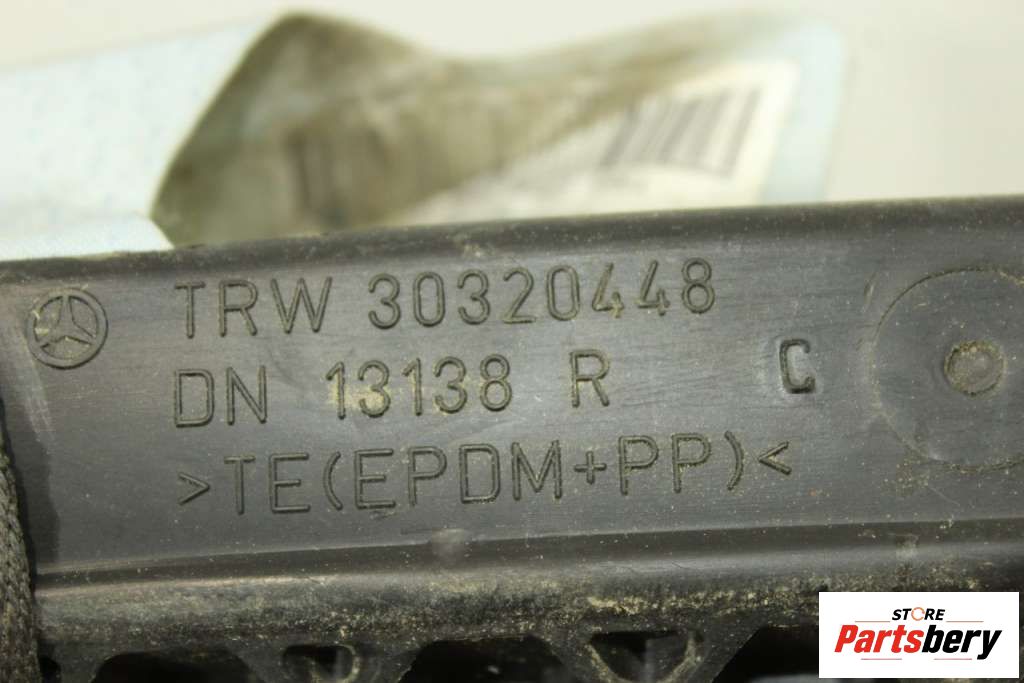 TRW 30320448
DN 13138 R C
>TE(EPDM+PP)<
STORE
Partsbery